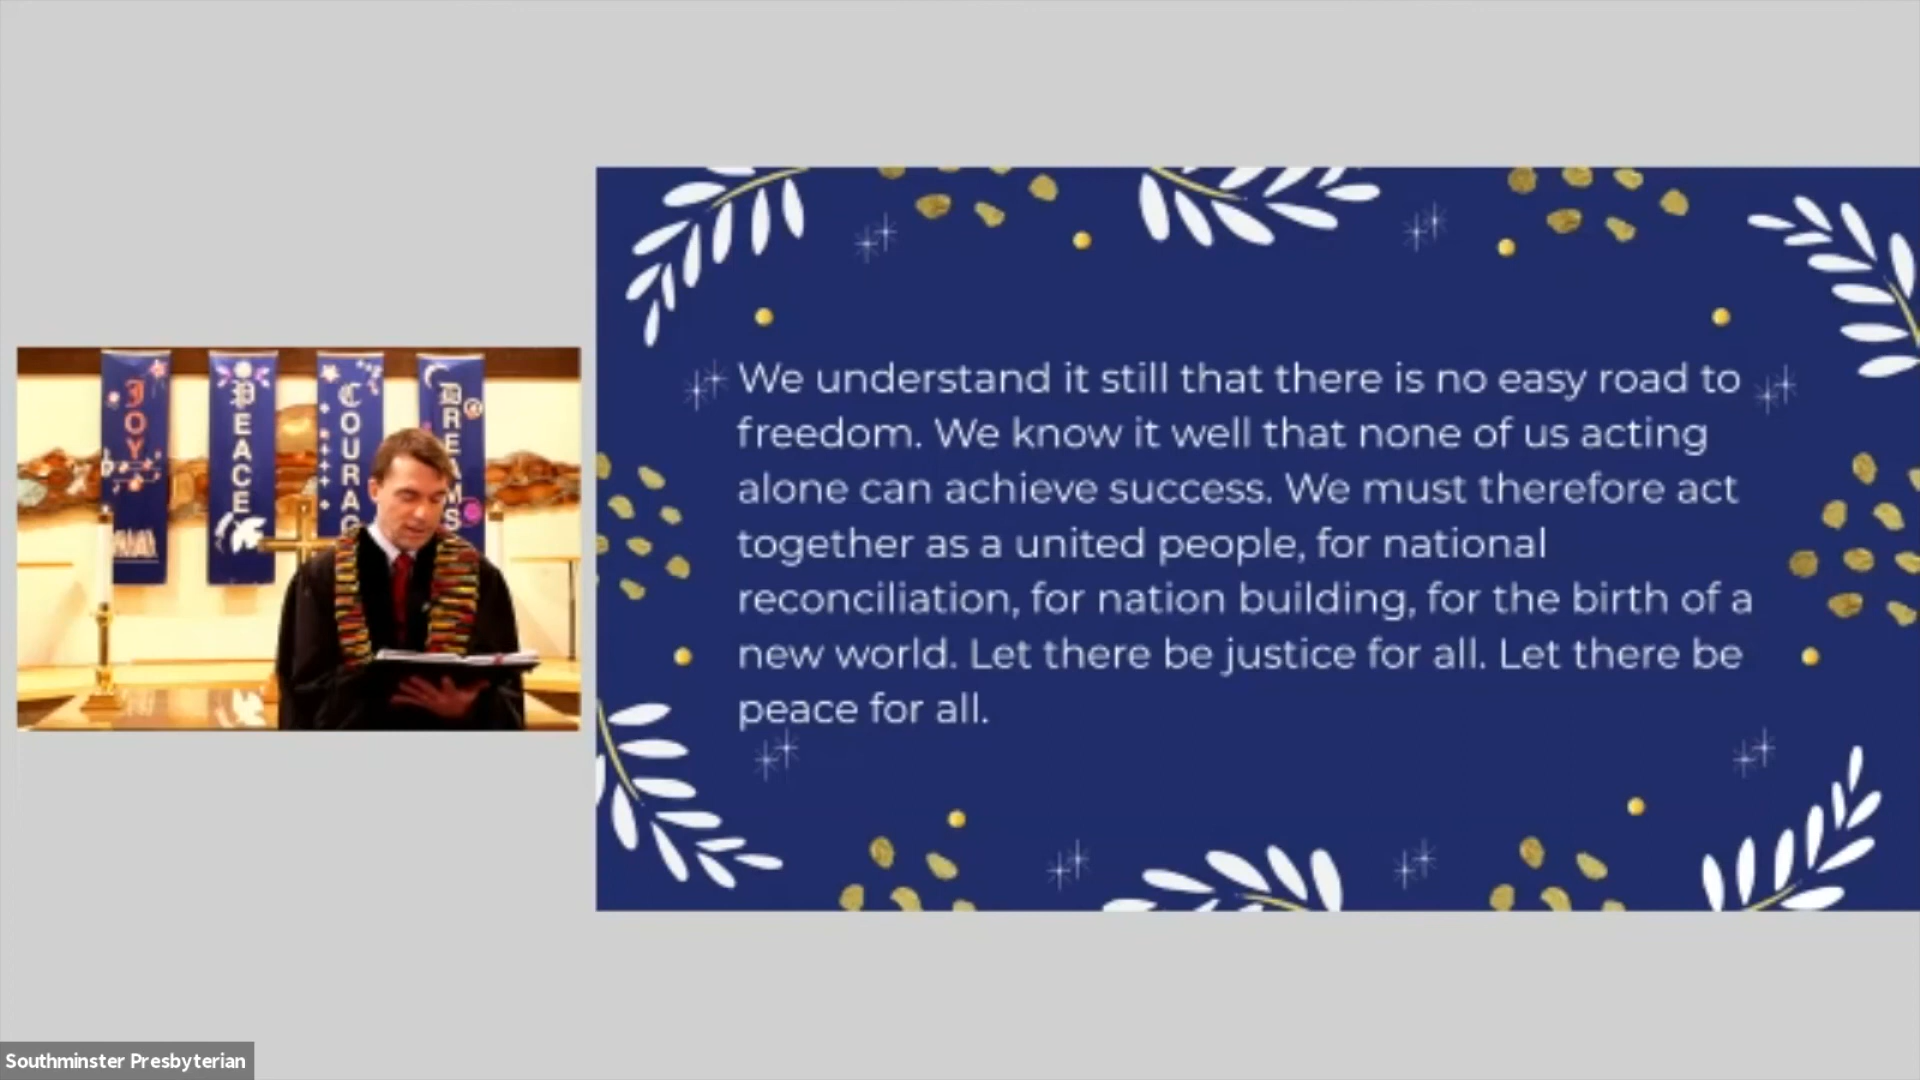 JOY
PEACE
COURAG
DREAMS
We understand it still that there is no easy road to
freedom. We know it well that none of us acting
alone can achieve success. We must therefore act
together as a united people, for national
reconciliation, for nation building, for the birth of a
new world. Let there be justice for all. Let there be
peace for all.
Southminster Presbyterian